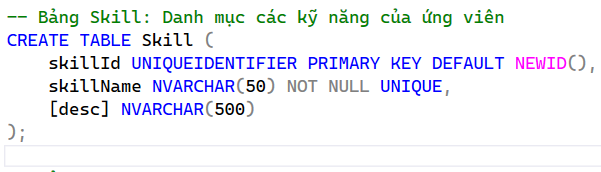 -- Bảng Skill: Danh mục các kỹ năng của ứng viên
CREATE TABLE Skill (
    skillId UNIQUEIDENTIFIER PRIMARY KEY DEFAULT NEWID(),
    skillName NVARCHAR(50) NOT NULL UNIQUE,
    [desc] NVARCHAR(500)
);